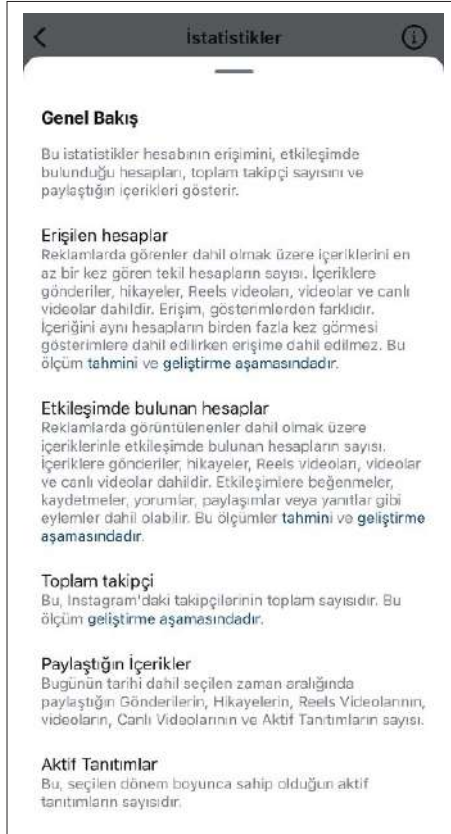 İstatistikler
Genel Bakış
Bu istatistikler hesabının erişimini, etkileşimde
bulunduğu hesapları, toplam takipçi sayısını ve
paylaştığın içerikleri gösterir.
Erişilen hesaplar
Reklamlarda görenler dahil olmak üzere içeriklerini en
az bir kez gören tekil hesapların sayısı. İçeriklere
gönderiler, hikayeler, Reels videoları, videolar ve canlı
videolar dahildir. Erişim, gösterimlerden farklıdır.
İçeriğini aynı hesapların birden fazla kez görmesi
gösterimlere dahil edilirken erişime dahil edilmez. Bu
ölçüm tahmini ve geliştirme aşamasındadır.
Etkileşimde bulunan hesaplar
Reklamlarda görüntülenenler dahil olmak üzere
içeriklerinle etkileşimde bulunan hesapların sayısı.
İçeriklere gönderiler, hikayeler, Reels videoları, videolar
ve canlı videolar dahildir. Etkileşimlere beğenmeler,
kaydetmeler, yorumlar, paylaşımlar veya yanıtlar gibi
eylemler dahil olabilir. Bu ölçümler tahmini ve geliştirme
aşamasındadır.
Toplam takipçi
Bu, Instagram'daki takipçilerinin toplam sayısıdır. Bu
ölçüm geliştirme aşamasındadır.
Paylaştığın İçerikler
Bugünün tarihi dahil seçilen zaman aralığında
paylaştığın Gönderilerin, Hikayelerin, Reels Videolarının,
videoların, Canlı Videolarının ve Aktif Tanıtımların sayısı.
Aktif Tanıtımlar
Bu, seçilen dönem boyunca sahip olduğun aktif
tanıtımların sayısıdır.